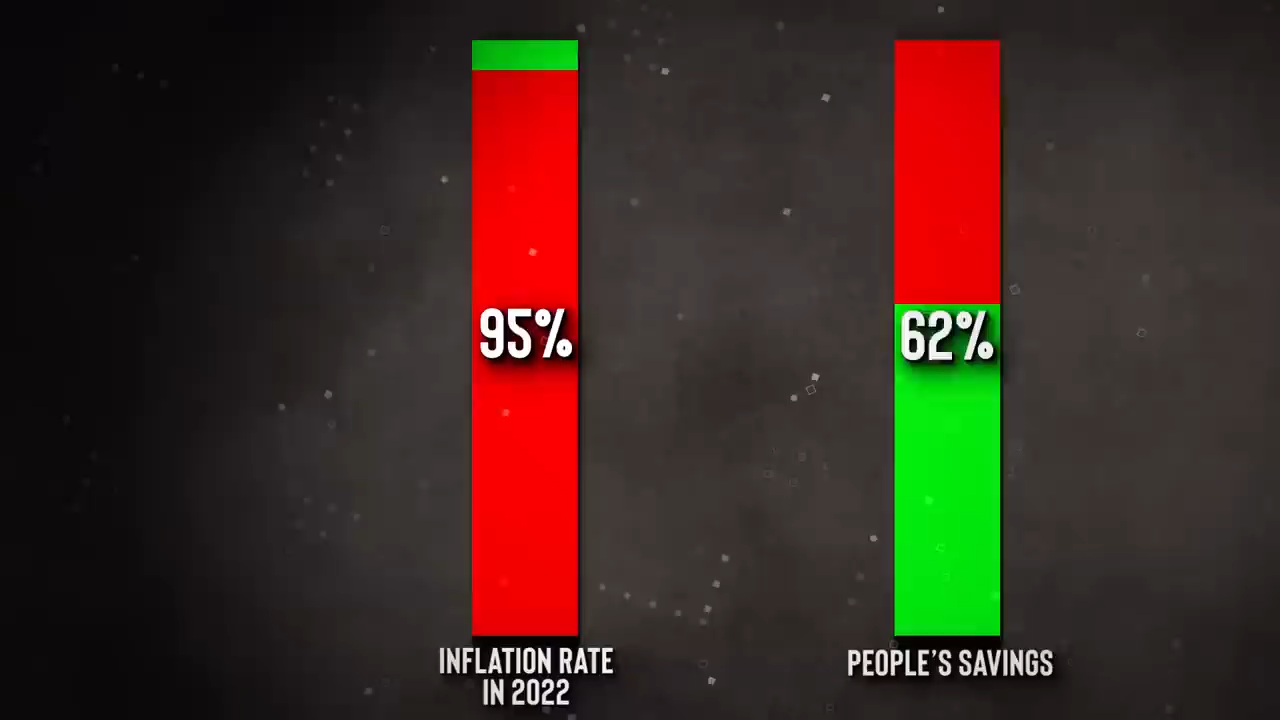 95%
62%
INFLATION RATE
IN 2022
PEOPLE'S SAVINGS